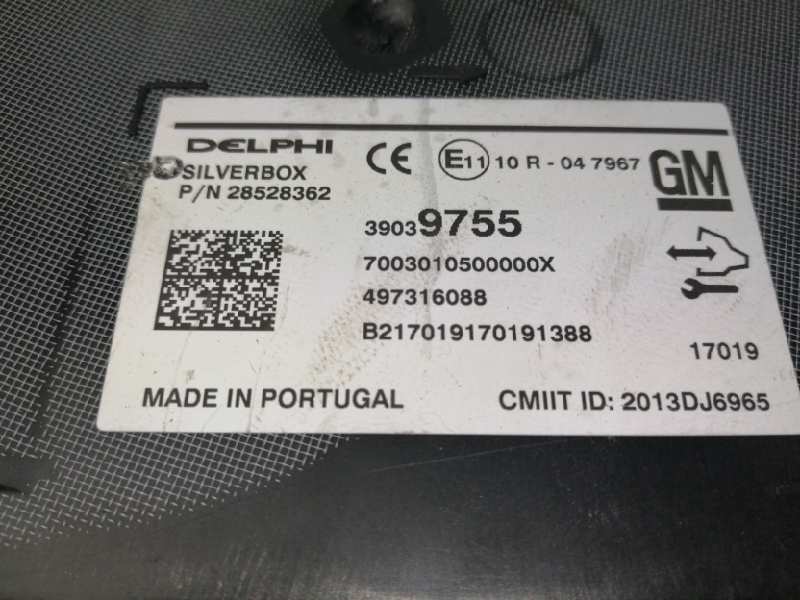 DELPHI
SILVERBOX
P/N 28528362
CE
E11 10 R - 04 7967
GM
39039755
7003010500000X
497316088
B217019170191388
17019
MADE IN PORTUGAL
CMIIT ID: 2013DJ6965